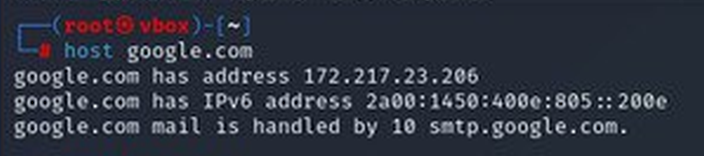 ┌──(root㉿vbox)-[~]
└─# host google.com
google.com has address 172.217.23.206
google.com has IPv6 address 2a00:1450:400e:805::200e
google.com mail is handled by 10 smtp.google.com.